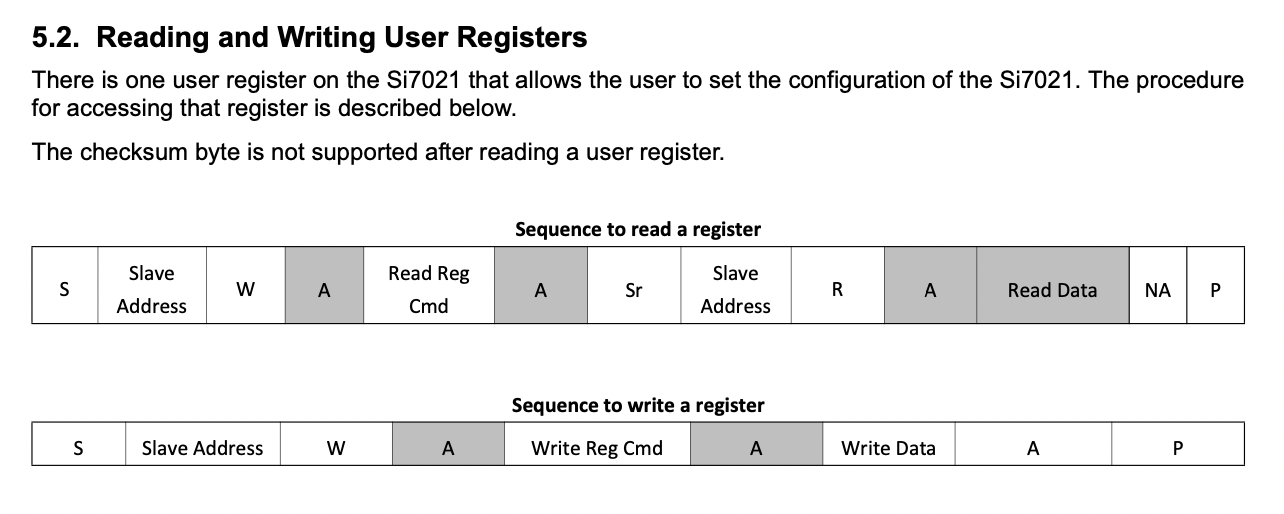 5.2. Reading and Writing User Registers
There is one user register on the Si7021 that allows the user to set the configuration of the Si7021. The procedure
for accessing that register is described below.
The checksum byte is not supported after reading a user register.
Sequence to read a register
S Slave Address W A Read Reg Cmd A Sr Slave Address R A Read Data NA P
Sequence to write a register
S Slave Address W A Write Reg Cmd A Write Data A P